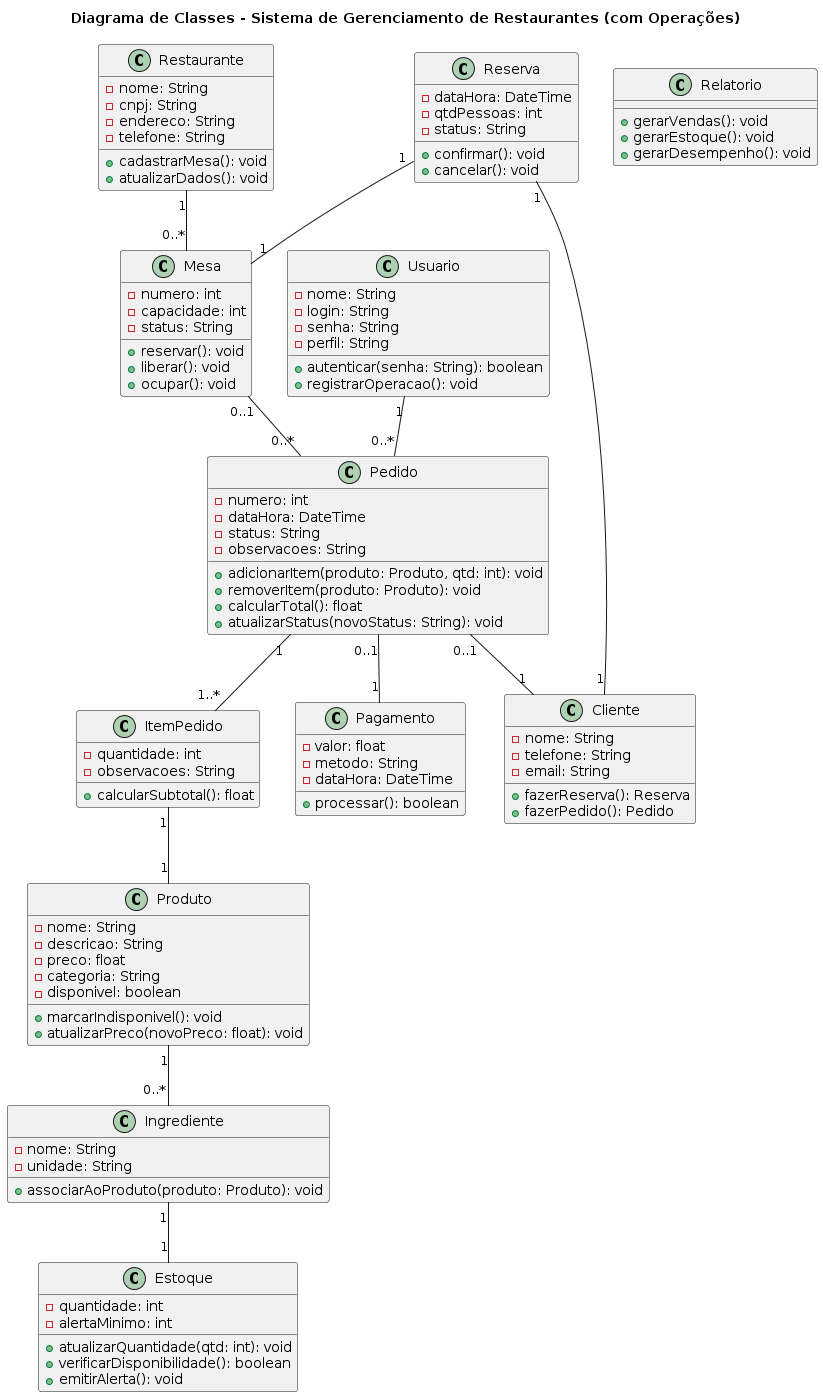 Diagrama de Classes - Sistema de Gerenciamento de Restaurantes (com Operações)
C Restaurante
nome: String
cnpj: String
endereco: String
telefone: String
cadastrarMesa(): void
atualizarDados(): void
C Reserva
dataHora: DateTime
qtdPessoas: int
status: String
confirmar(): void
cancelar(): void
C Relatorio
gerarVendas(): void
gerarEstoque(): void
gerarDesempenho(): void
1
0..*
1
1
1
1
C Mesa
numero: int
capacidade: int
status: String
reservar(): void
liberar(): void
ocupar(): void
C Usuario
nome: String
login: String
senha: String
perfil: String
autenticar(senha: String): boolean
registrarOperacao(): void
0..1
0..*
1
0..*
C Pedido
numero: int
dataHora: DateTime
status: String
observacoes: String
adicionarItem(produto: Produto, qtd: int): void
removerItem(produto: Produto): void
calcularTotal(): float
atualizarStatus(novoStatus: String): void
1
1..*
0..1
1
0..1
1
C ItemPedido
quantidade: int
observacoes: String
calcularSubtotal(): float
C Pagamento
valor: float
metodo: String
dataHora: DateTime
processar(): boolean
C Cliente
nome: String
telefone: String
email: String
fazerReserva(): Reserva
fazerPedido(): Pedido
1
1
C Produto
nome: String
descricao: String
preco: float
categoria: String
disponivel: boolean
marcarIndisponivel(): void
atualizarPreco(novoPreco: float): void
1
0..*
C Ingrediente
nome: String
unidade: String
associarAoProduto(produto: Produto): void
1
1
C Estoque
quantidade: int
alertaMinimo: int
atualizarQuantidade(qtd: int): void
verificarDisponibilidade(): boolean
emitirAlerta(): void